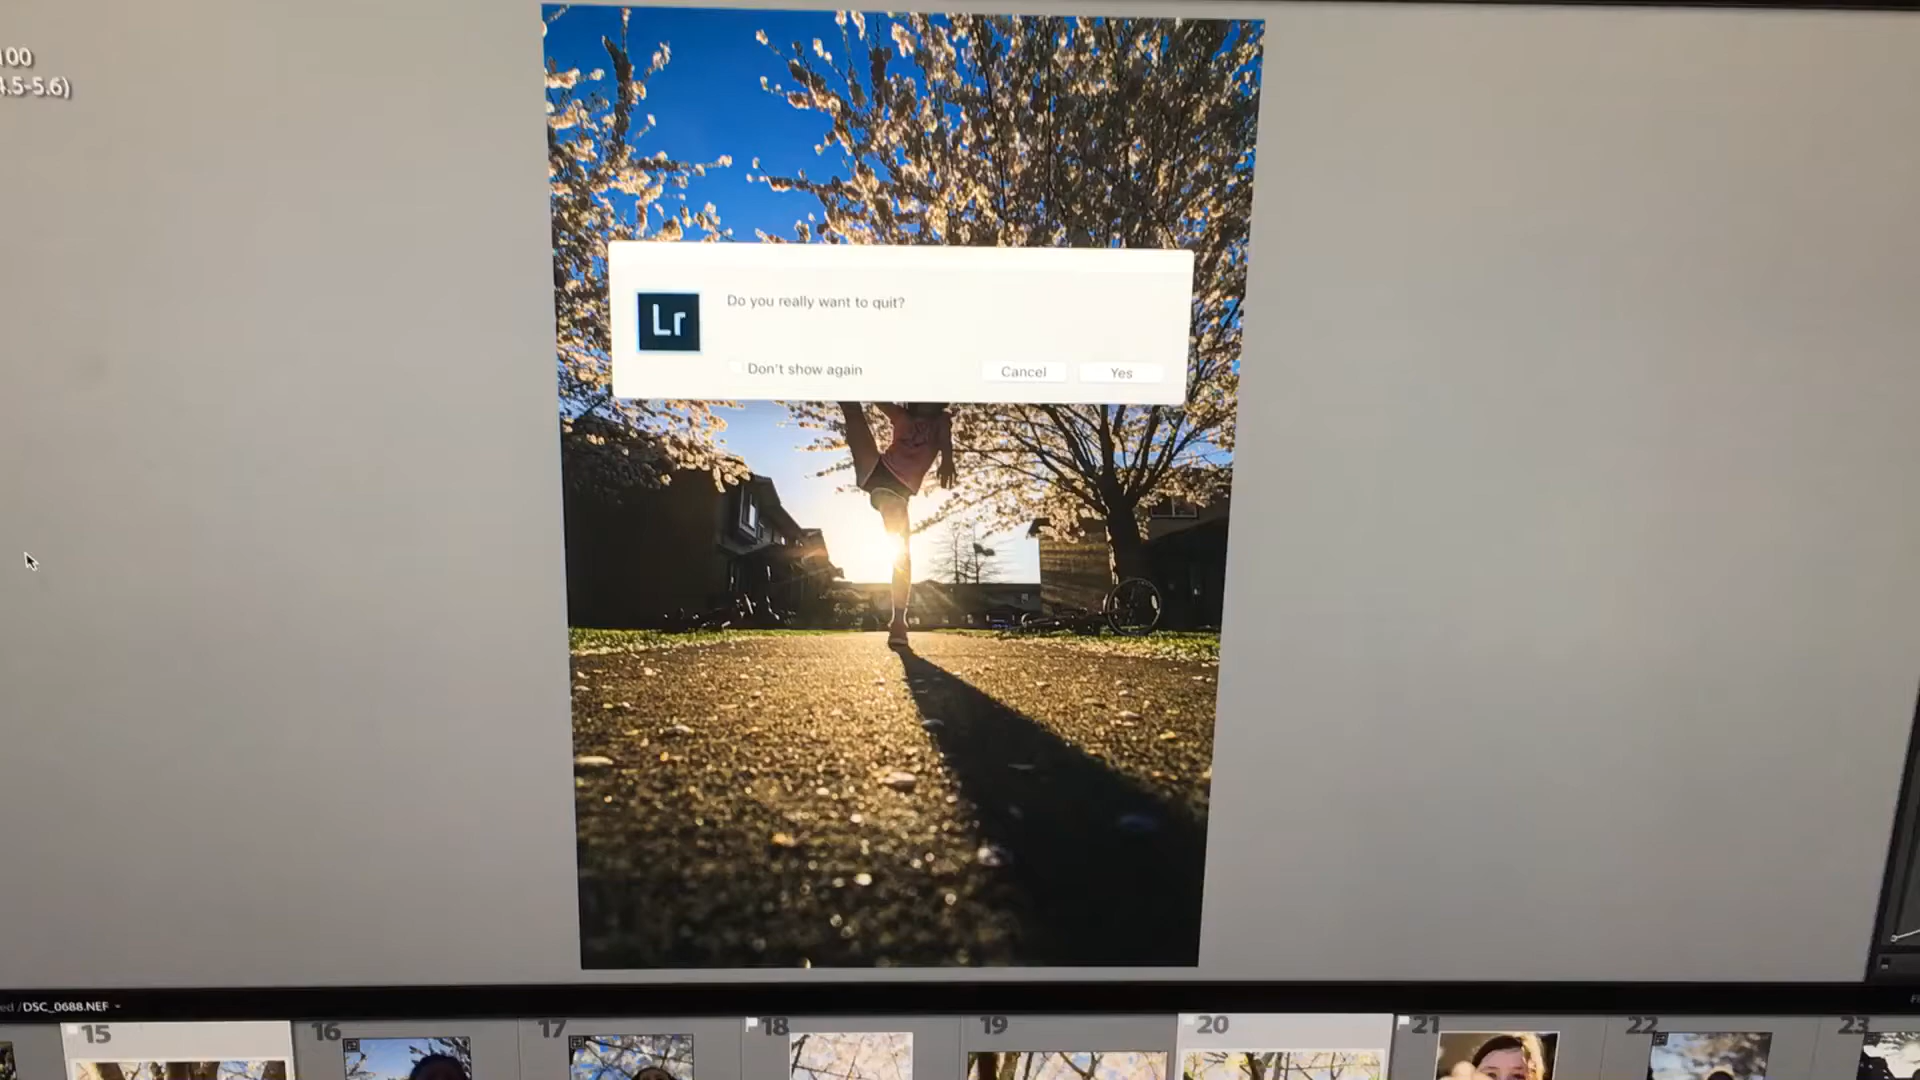 100
4.5-5.6)
Do you really want to quit?
Lr
Don't show again
Cancel
Yes
ed / DSC_0688.NEF
15
16
17
18
19
20
21
22
23